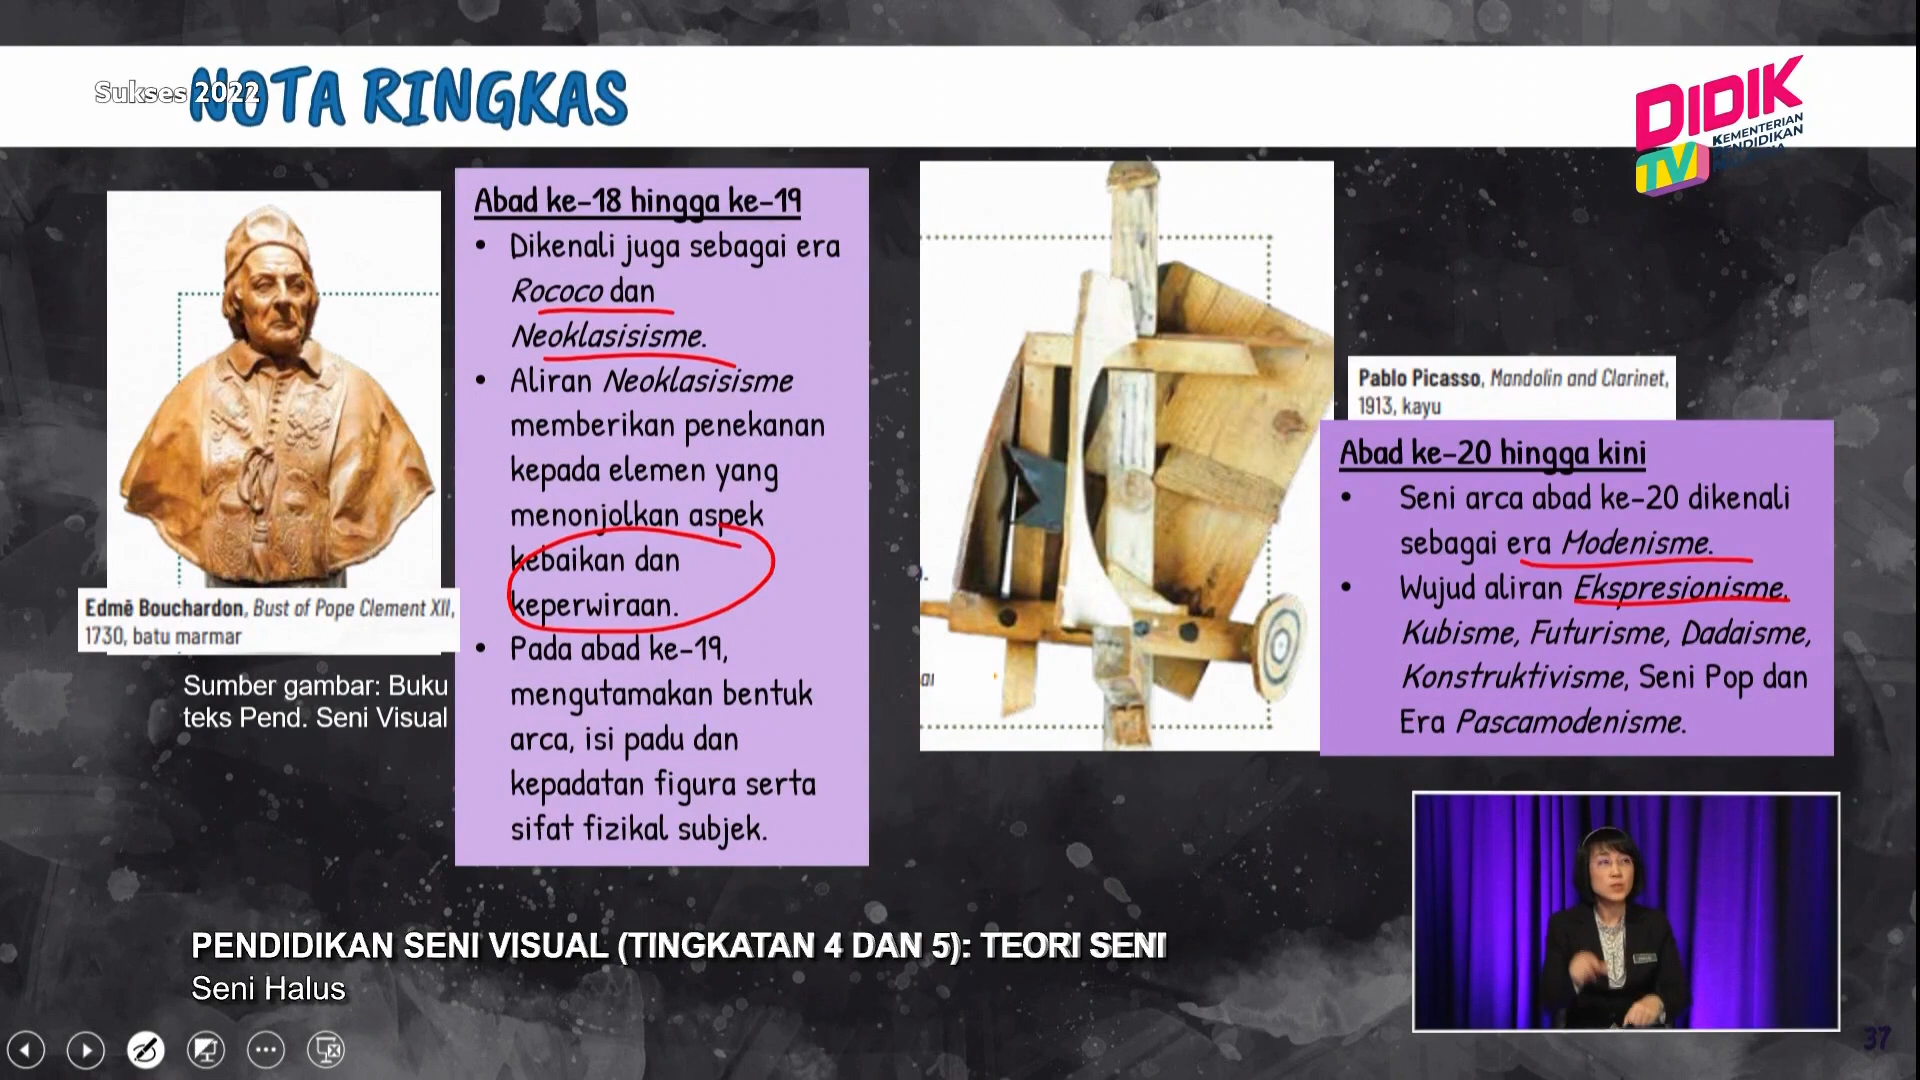 Sukses 2022
NOTA RINGKAS
DIDIK
TV
KEMENTERIAN
PENDIDIKAN
Abad ke-18 hingga ke-19
• Dikenali juga sebagai era
Rococo dan
Neoklasisisme.
• Aliran Neoklasisisme
memberikan penekanan
kepada elemen yang
menonjolkan aspek
kebaikan dan
keperwiraan.
• Pada abad ke-19,
mengutamakan bentuk
arca, isi padu dan
kepadatan figura serta
sifat fizikal subjek.
Edmē Bouchardon, Bust of Pope Clement XII,
1730, batu marmar
Sumber gambar: Buku
teks Pend. Seni Visual
Pablo Picasso, Mandolin and Clarinet,
1913, kayu
Abad ke-20 hingga kini
• Seni arca abad ke-20 dikenali
sebagai era Modenisme.
• Wujud aliran Ekspresionisme.
Kubisme, Futurisme, Dadaisme,
Konstruktivisme, Seni Pop dan
Era Pascamodenisme.
PENDIDIKAN SENI VISUAL (TINGKATAN 4 DAN 5): TEORI SENI
Seni Halus
37